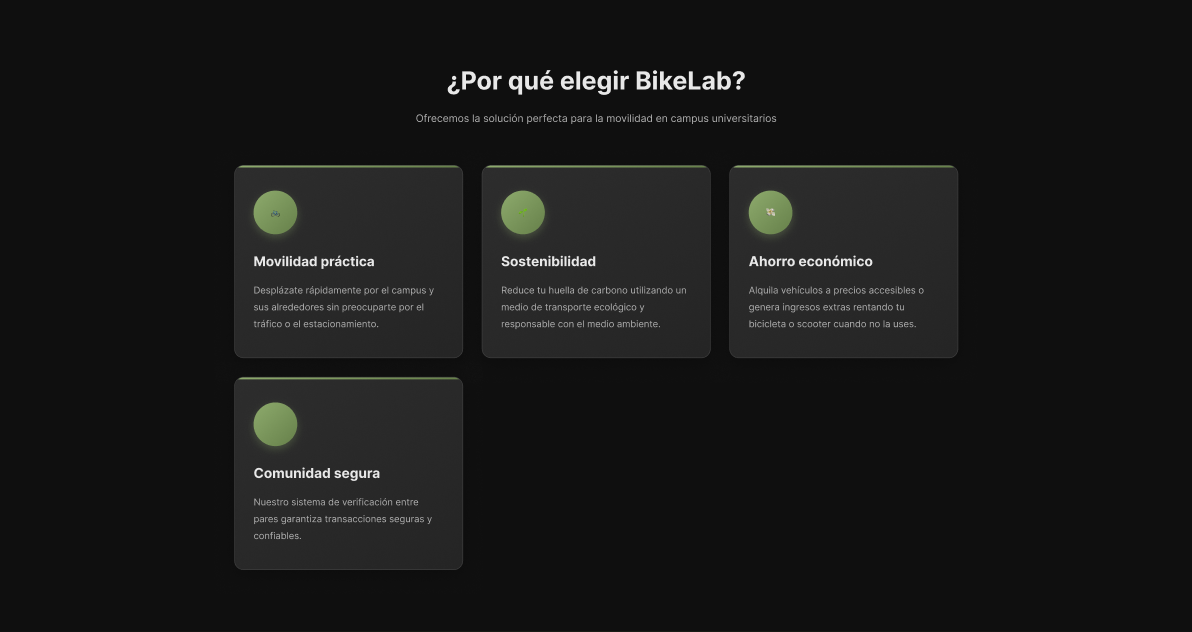 ¿Por qué elegir BikeLab?
Ofrecemos la solución perfecta para la movilidad en campus universitarios
Movilidad práctica
Desplázate rápidamente por el campus y
sus alrededores sin preocuparte por el
tráfico o el estacionamiento.
Sostenibilidad
Reduce tu huella de carbono utilizando un
medio de transporte ecológico y
responsable con el medio ambiente.
Ahorro económico
Alquila vehículos a precios accesibles o
genera ingresos extras rentando tu
bicicleta o scooter cuando no la uses.
Comunidad segura
Nuestro sistema de verificación entre
pares garantiza transacciones seguras y
confiables.